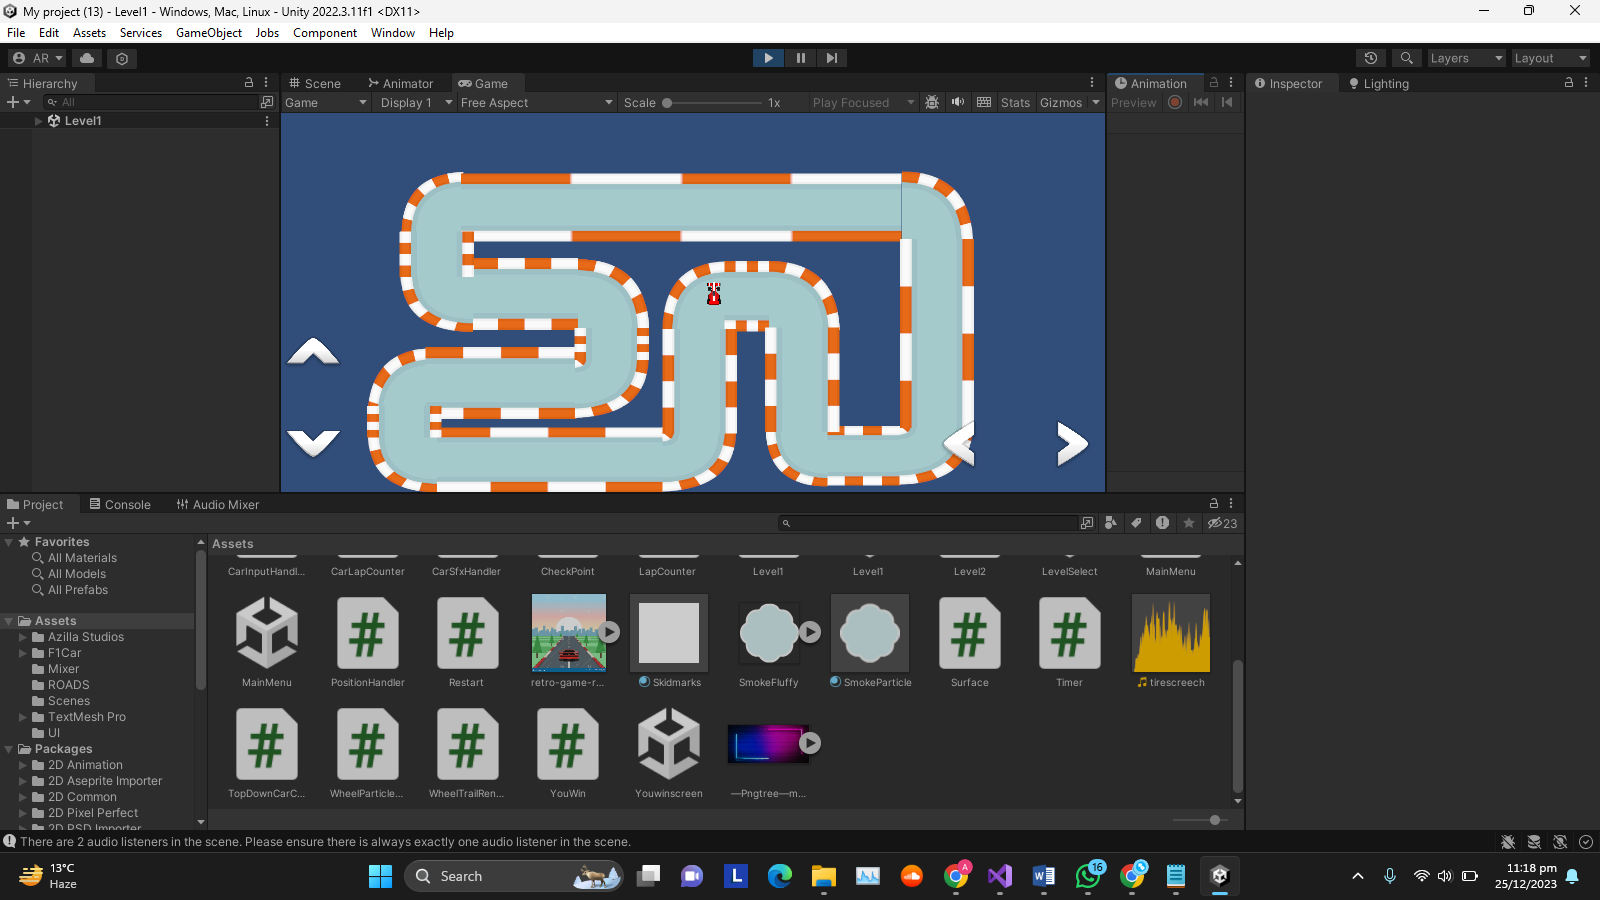 My project (13) - Level1 - Windows, Mac, Linux - Unity 2022.3.11f1 <DX11>
File Edit Assets Services GameObject Jobs Component Window Help
AR Layers Layout
Hierarchy Scene Animator Game Animation Inspector Lighting
All Game Display 1 Free Aspect Scale 1x Play Focused Stats Gizmos Preview
Level1
Project Console Audio Mixer
23
Favorites
All Materials
All Models
All Prefabs
Assets
Azilla Studios
F1Car
Mixer
ROADS
Scenes
TextMesh Pro
UI
Packages
2D Animation
2D Aseprite Importer
2D Common
2D Pixel Perfect
2D PSD Importer
Assets
CarInputHandl... CarLapCounter CarSfxHandler CheckPoint LapCounter Level1 Level1 Level2 LevelSelect MainMenu
MainMenu PositionHandler Restart retro-game-r... Skidmarks SmokeFluffy SmokeParticle Surface Timer tirescreech
TopDownCarC... WheelParticle... WheelTrailRen... YouWin Youwinscreen —Pngtree—m...
There are 2 audio listeners in the scene. Please ensure there is always exactly one audio listener in the scene.
13°C
Haze
Search
L
A
16
11:18 pm
25/12/2023